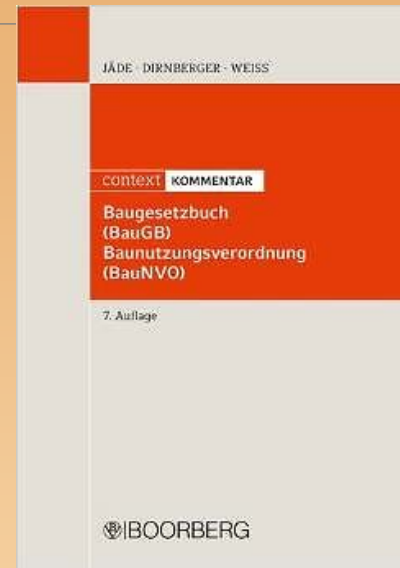 JÄDE · DIRNBERGER · WEISS
context KOMMENTAR
Baugesetzbuch
(BauGB)
Baunutzungsverordnung
(BauNVO)
7. Auflage
BOORBERG